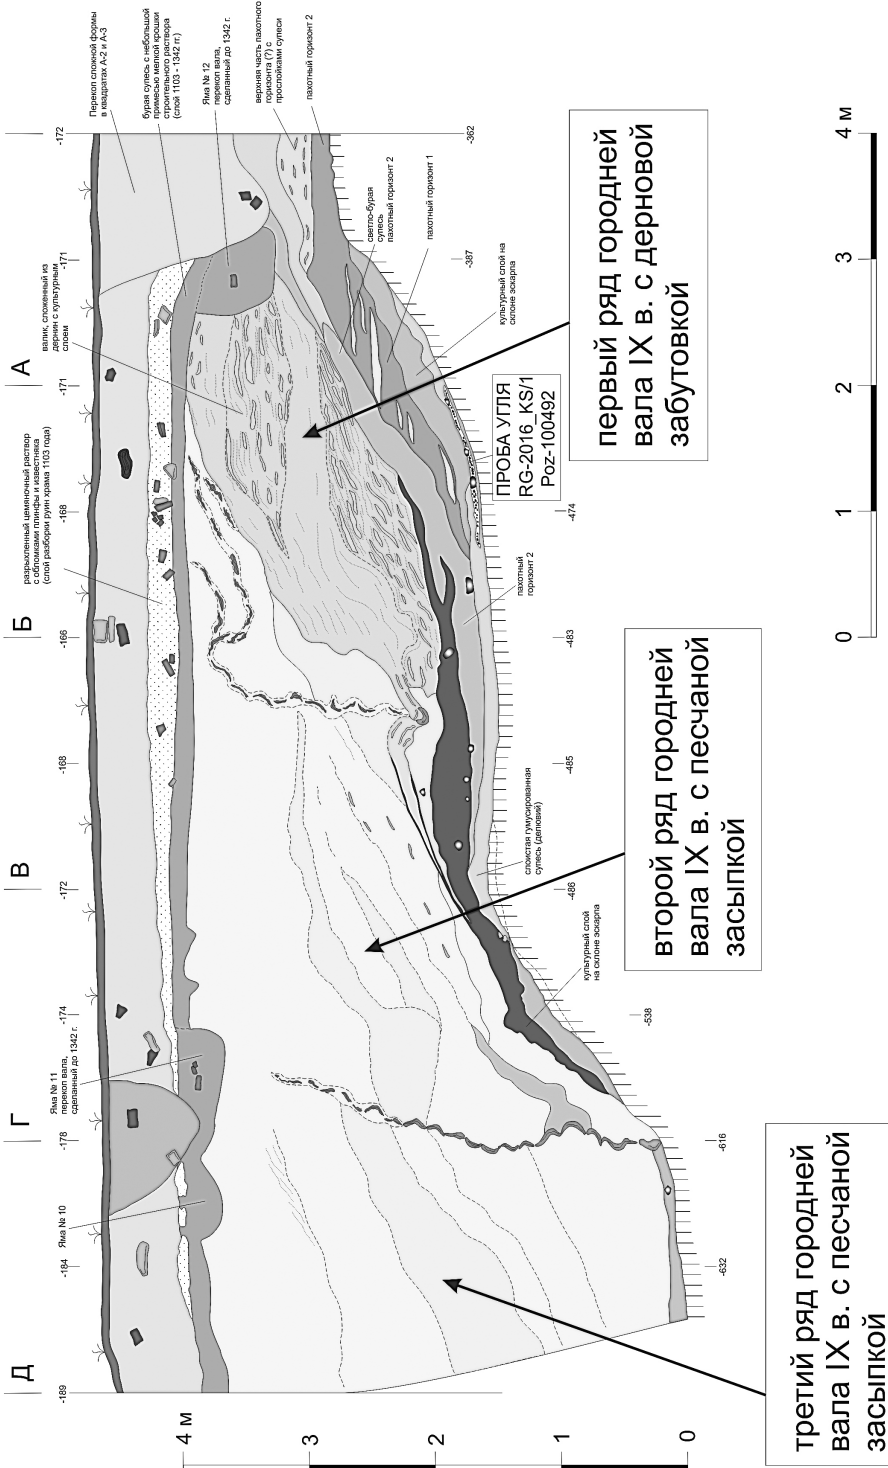 Д
Г
В
Б
А
-189
-184
-178
-174
-172
-168
-166
-168
-171
-171
-172
Яма № 10
Яма № 11
перекоп вала,
сделанный до 1342 г.
разрыхленный цемяночный раствор
с обломками плинфы и известняка
(слой разборки руин храма 1103 года)
валик, сложенный из
дернин с культурным
слоем
Перекоп сложной формы
в квадратах А-2 и А-3
бурая супесь с небольшой
примесью мелкой крошки
строительного раствора
(слой 1103 - 1342 гг.)
Яма № 12
перекоп вала,
сделанный до 1342 г.
верхняя часть пахотного
горизонта (?) с
прослойками супеси
пахотный горизонт 2
светло-бурая
супесь
пахотный горизонт 2
пахотный горизонт 1
культурный слой на
склоне эскарпа
ПРОБА УГЛЯ
RG-2016_KS/1
Poz-100492
пахотный
горизонт 2
слоистая гумусированная
супесь (делювий)
культурный слой
на склоне эскарпа
-632
-616
-538
-486
-485
-483
-474
-387
-362
третий ряд городней
вала IX в. с песчаной
засыпкой
второй ряд городней
вала IX в. с песчаной
засыпкой
первый ряд городней
вала IX в. с дерновой
забутовкой
4 м
3
2
1
0
0
1
2
3
4 м